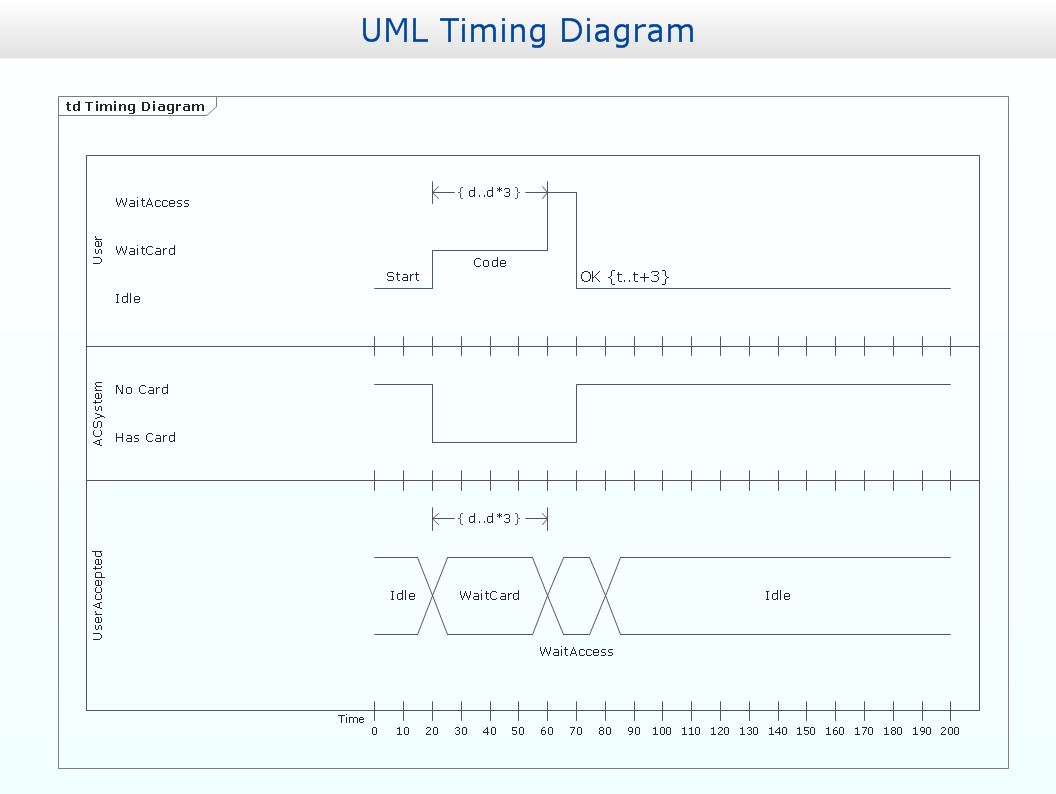 UML Timing Diagram
td Timing Diagram
User
WaitAccess
WaitCard
Idle
{ d..d*3 }
Start
Code
OK {t..t+3}
ACSystem
No Card
Has Card
UserAccepted
{ d..d*3 }
Idle
WaitCard
WaitAccess
Idle
Time
0 10 20 30 40 50 60 70 80 90 100 110 120 130 140 150 160 170 180 190 200